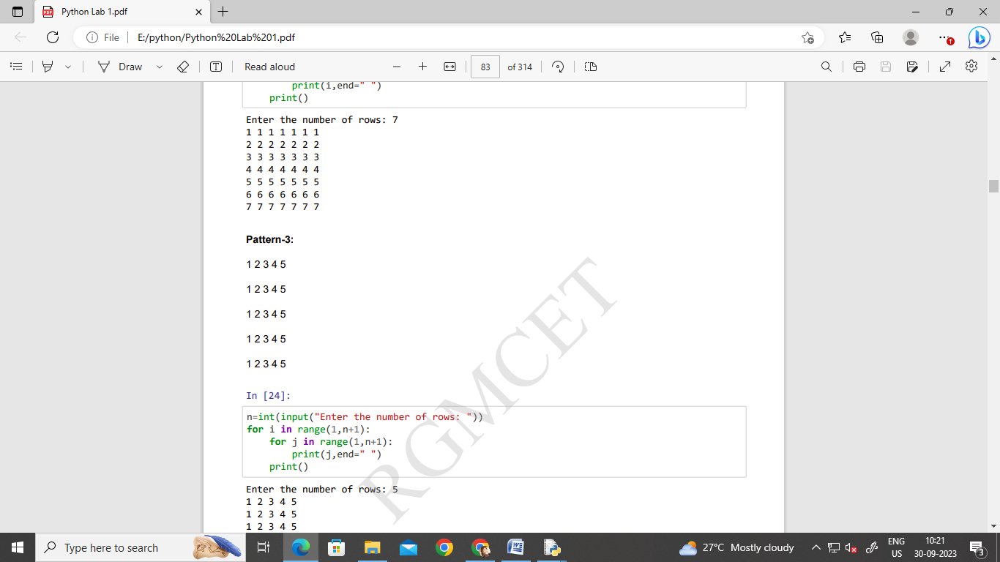 Python Lab 1.pdf
File
E:/python/Python%20Lab%201.pdf
Draw
Read aloud
83
of 314
print(i,end=" ")
print()
Enter the number of rows: 7
1 1 1 1 1 1 1
2 2 2 2 2 2 2
3 3 3 3 3 3 3
4 4 4 4 4 4 4
5 5 5 5 5 5 5
6 6 6 6 6 6 6
7 7 7 7 7 7 7
Pattern-3:
1 2 3 4 5
1 2 3 4 5
1 2 3 4 5
1 2 3 4 5
1 2 3 4 5
RGMCET
In [24]:
n=int(input("Enter the number of rows: "))
for i in range(1,n+1):
for j in range(1,n+1):
print(j,end=" ")
print()
Enter the number of rows: 5
1 2 3 4 5
1 2 3 4 5
1 2 3 4 5
Type here to search
27°C Mostly cloudy
ENG
US
10:21
30-09-2023
3